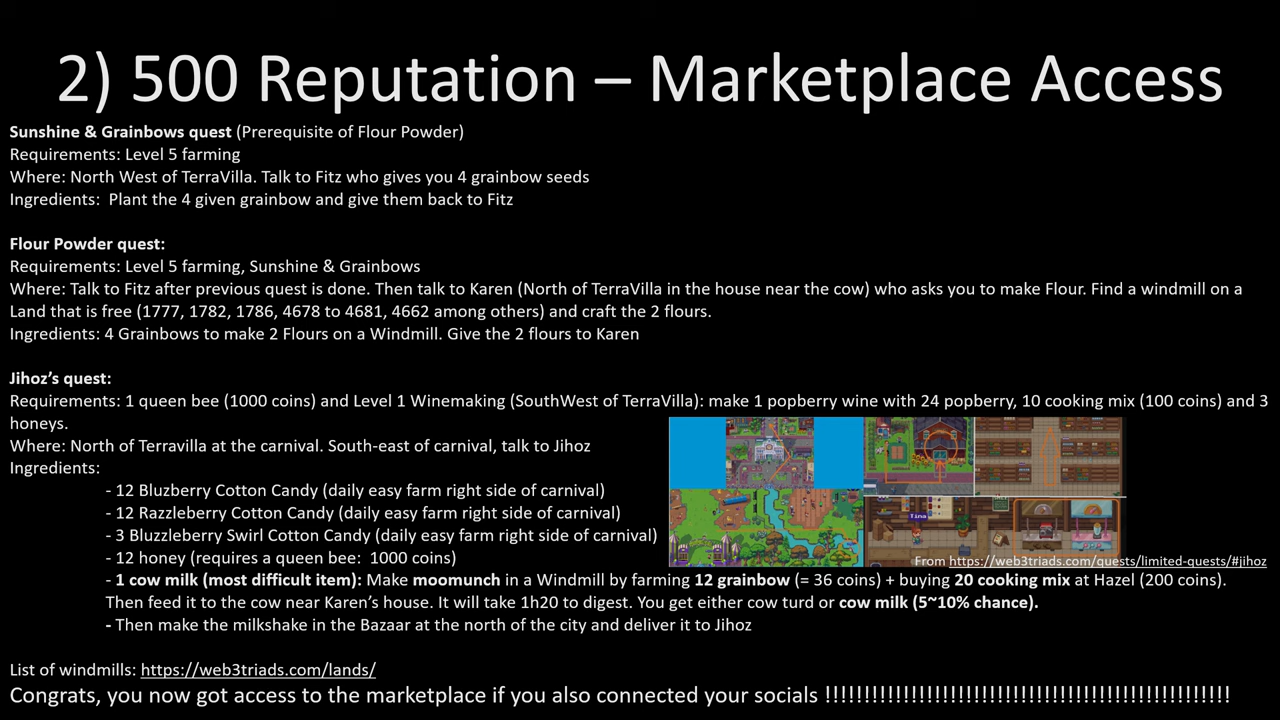 2) 500 Reputation – Marketplace Access
Sunshine & Grainbows quest (Prerequisite of Flour Powder)
Requirements: Level 5 farming
Where: North West of TerraVilla. Talk to Fitz who gives you 4 grainbow seeds
Ingredients:  Plant the 4 given grainbow and give them back to Fitz
Flour Powder quest:
Requirements: Level 5 farming, Sunshine & Grainbows
Where: Talk to Fitz after previous quest is done. Then talk to Karen (North of TerraVilla in the house near the cow) who asks you to make Flour. Find a windmill on a
Land that is free (1777, 1782, 1786, 4678 to 4681, 4662 among others) and craft the 2 flours.
Ingredients: 4 Grainbows to make 2 Flours on a Windmill. Give the 2 flours to Karen
Jihoz's quest:
Requirements: 1 queen bee (1000 coins) and Level 1 Winemaking (SouthWest of TerraVilla): make 1 popberry wine with 24 popberry, 10 cooking mix (100 coins) and 3
honeys.
Where: North of Terravilla at the carnival. South-east of carnival, talk to Jihoz
Ingredients:
- 12 Bluzberry Cotton Candy (daily easy farm right side of carnival)
- 12 Razzleberry Cotton Candy (daily easy farm right side of carnival)
- 3 Bluzzleberry Swirl Cotton Candy (daily easy farm right side of carnival)
- 12 honey (requires a queen bee:  1000 coins)
From https://web3triads.com/quests/limited-quests/#jihoz
- 1 cow milk (most difficult item): Make moomunch in a Windmill by farming 12 grainbow (= 36 coins) + buying 20 cooking mix at Hazel (200 coins).
Then feed it to the cow near Karen's house. It will take 1h20 to digest. You get either cow turd or cow milk (5~10% chance).
- Then make the milkshake in the Bazaar at the north of the city and deliver it to Jihoz
List of windmills: https://web3triads.com/lands/
Congrats, you now got access to the marketplace if you also connected your socials !!!!!!!!!!!!!!!!!!!!!!!!!!!!!!!!!!!!!!!!!!!!!!!!!!!!